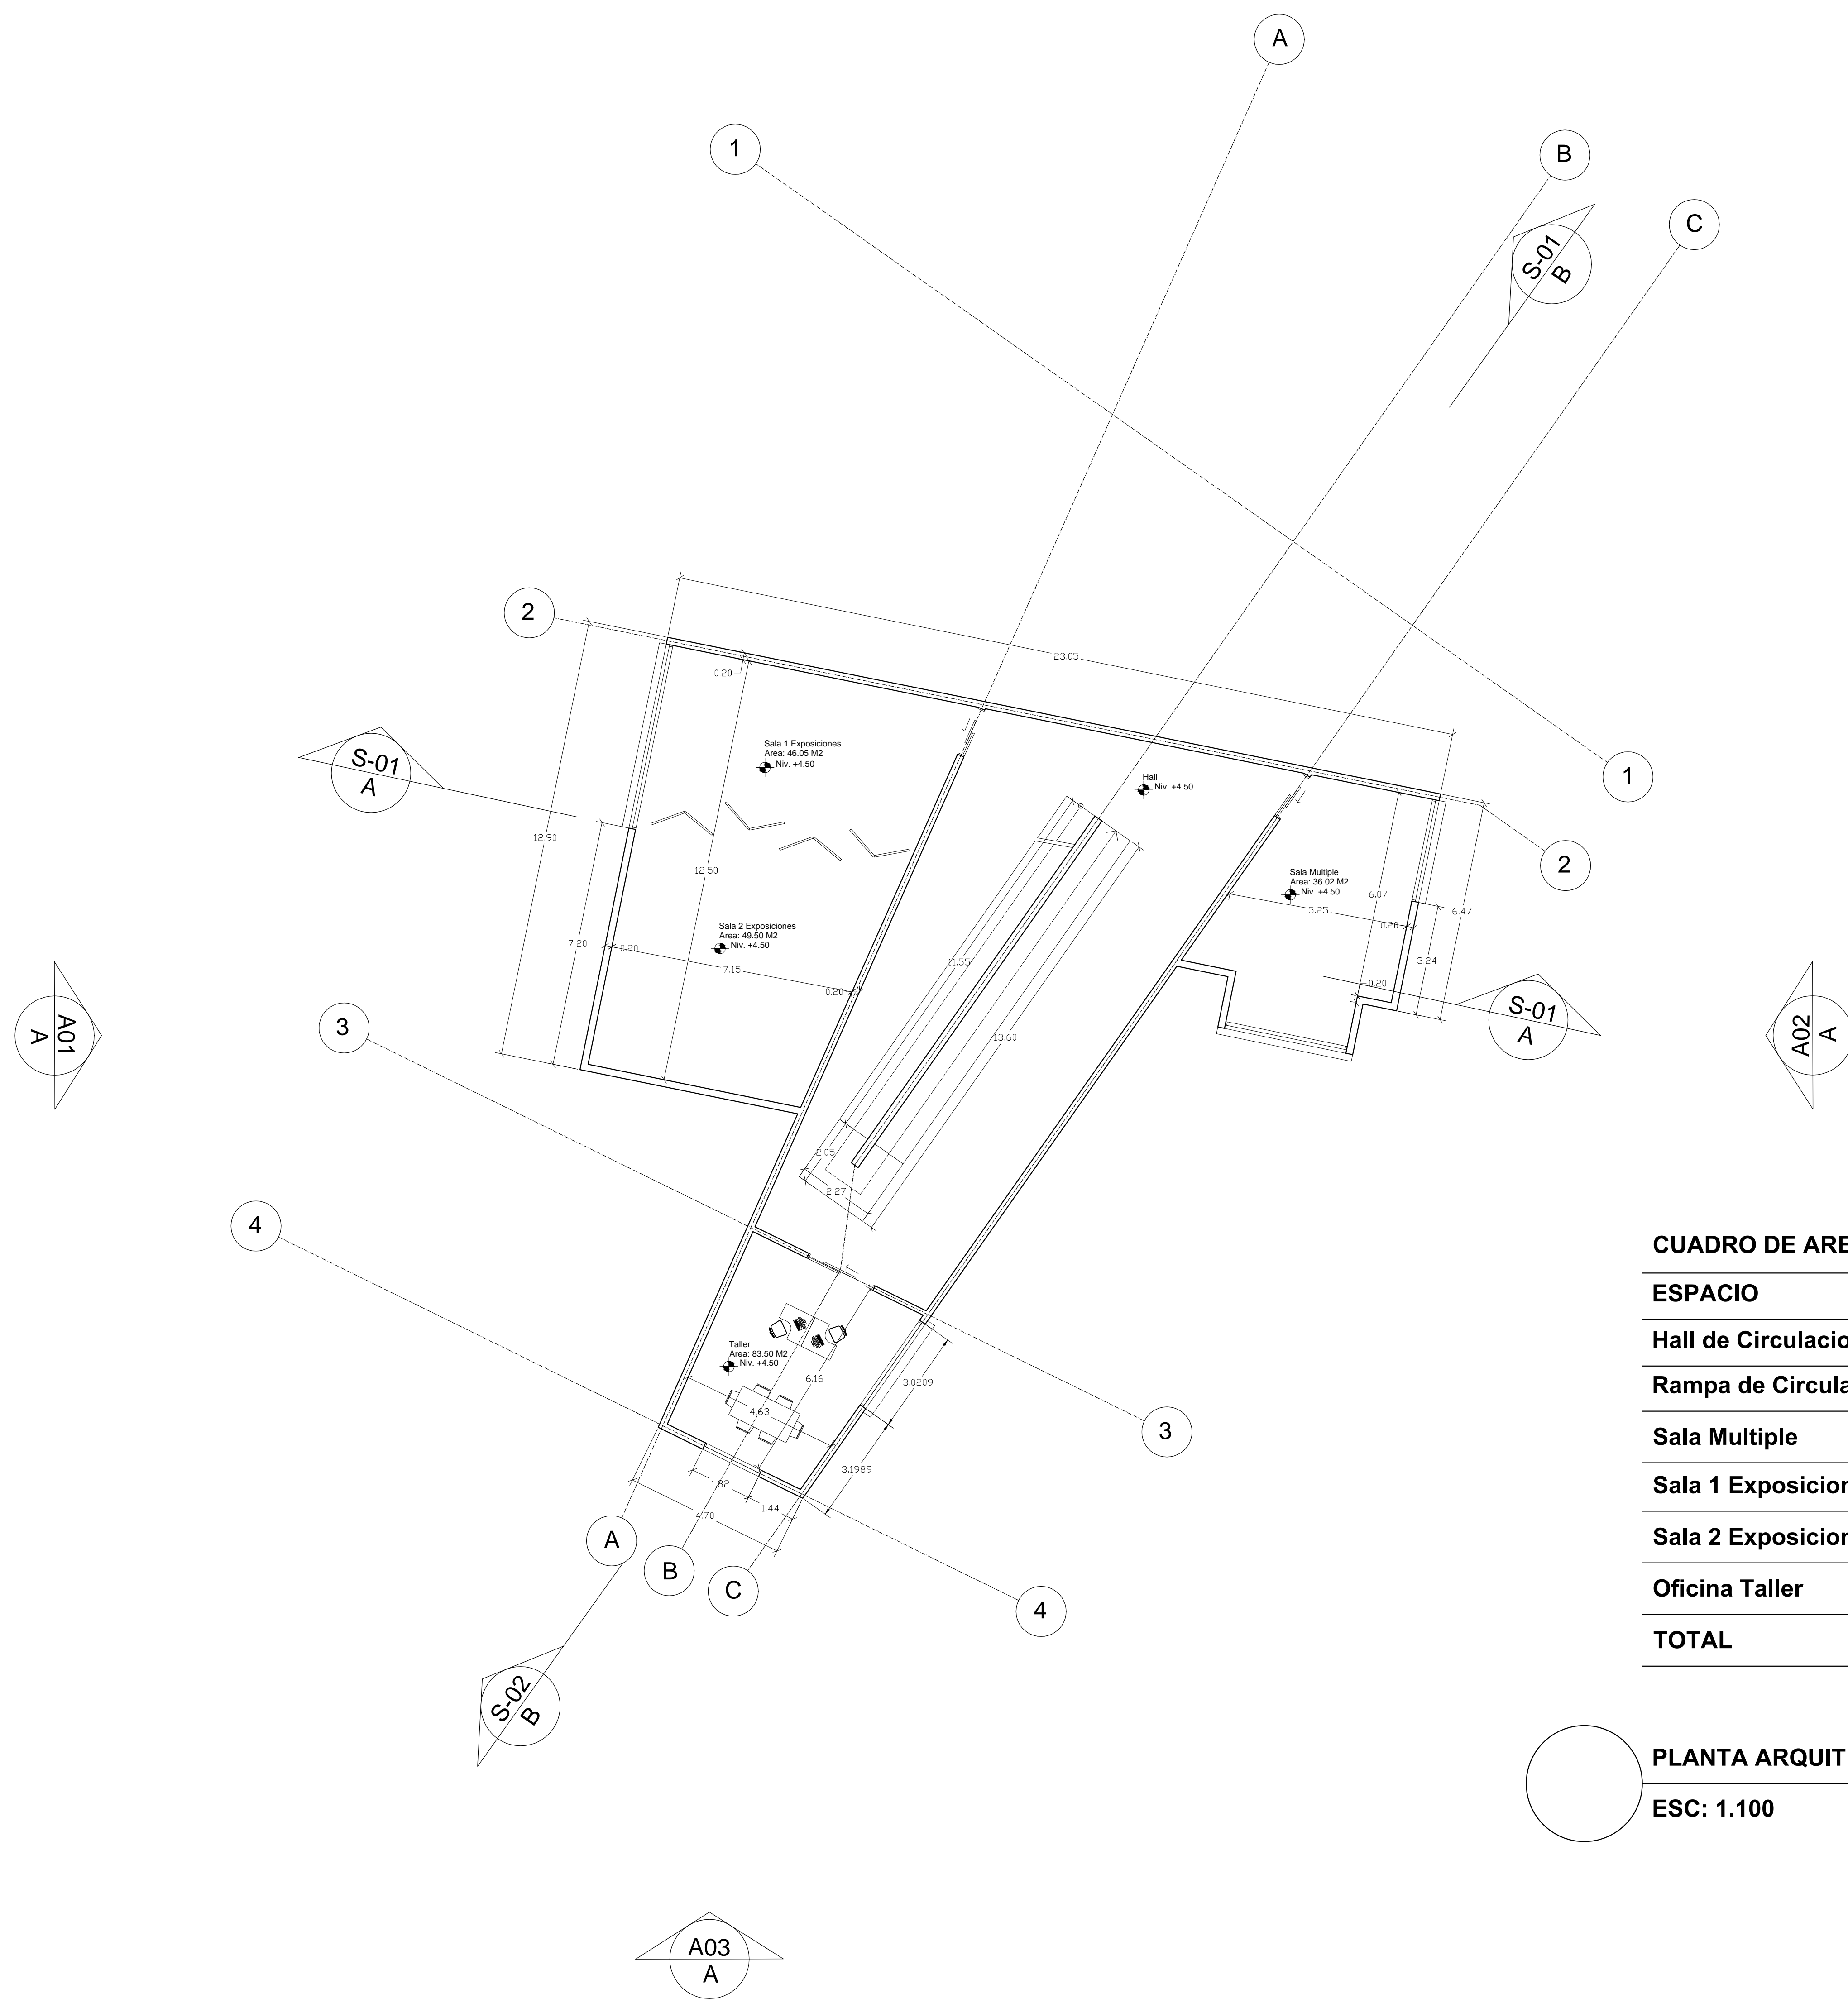 A
1
B
C
S-01
B
2
23.05
0.20
Sala 1 Exposiciones
Area: 46.05 M2
Niv. +4.50
S-01
A
Hall
Niv. +4.50
1
12.90
12.50
2
Sala Multiple
Area: 36.02 M2
Niv. +4.50
6.07
5.25
6.47
0.20
Sala 2 Exposiciones
Area: 49.50 M2
Niv. +4.50
7.20
0.20
7.15
0.20
11.55
3.24
0.20
S-01
A
3
13.60
A01
A
A02
A
2.05
2.27
4
CUADRO DE ARE
ESPACIO
Hall de Circulacio
Rampa de Circula
Sala Multiple
Sala 1 Exposicion
Sala 2 Exposicion
Oficina Taller
TOTAL
Taller
Area: 83.50 M2
Niv. +4.50
6.16
3.0209
4.63
3
3.1989
1.82
1.44
4.70
A
B
C
4
S-02
B
PLANTA ARQUIT
ESC: 1.100
A03
A